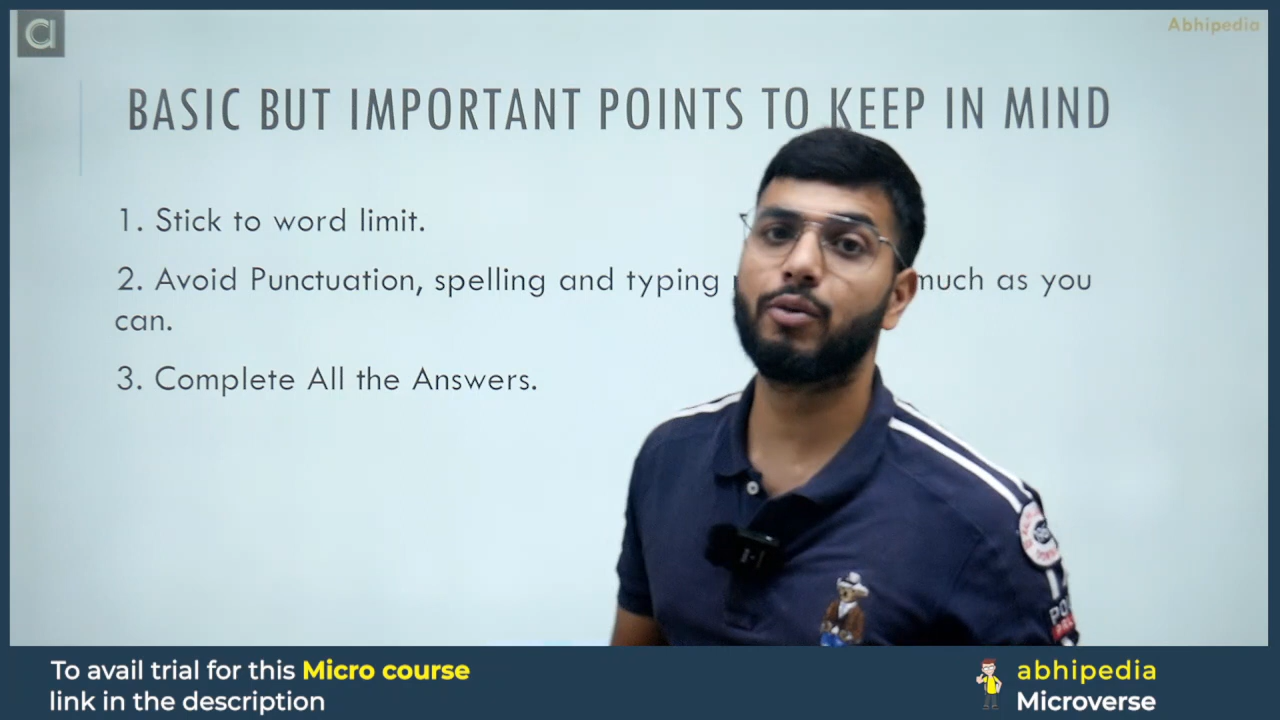 Abhipedia
BASIC BUT IMPORTANT POINTS TO KEEP IN MIND
1. Stick to word limit.
2. Avoid Punctuation, spelling and typing much as you
can.
3. Complete All the Answers.
To avail trial for this Micro course
link in the description
abhipedia
Microverse